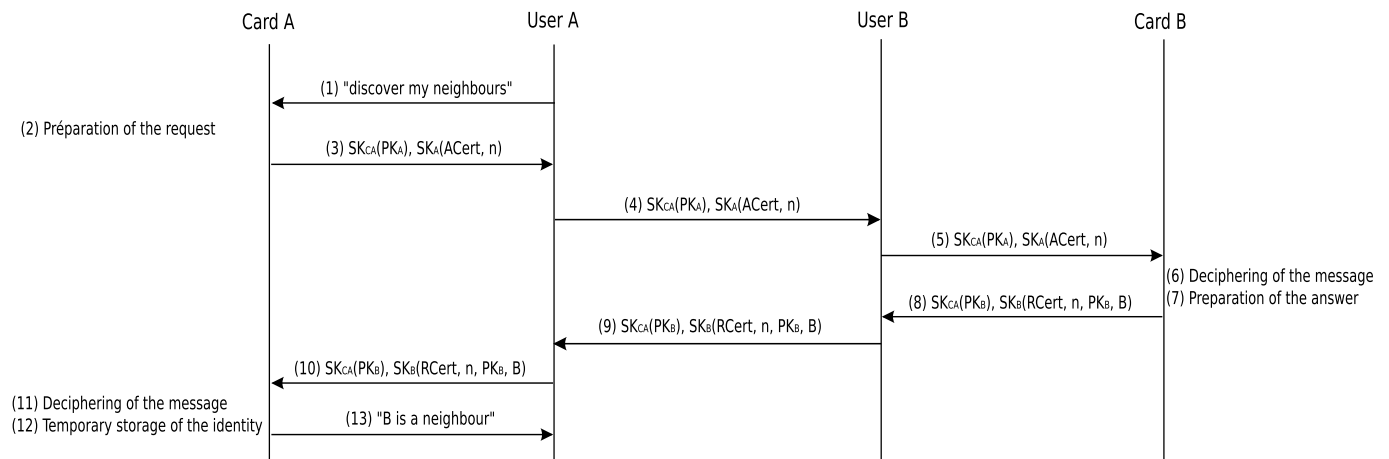 Card A
User A
User B
Card B
(1) "discover my neighbours"
(2) Préparation of the request
(3) SKCA(PKA), SKA(ACert, n)
(4) SKCA(PKA), SKA(ACert, n)
(5) SKCA(PKA), SKA(ACert, n)
(6) Deciphering of the message
(7) Preparation of the answer
(8) SKCA(PKB), SKB(RCert, n, PKB, B)
(9) SKCA(PKB), SKB(RCert, n, PKB, B)
(10) SKCA(PKB), SKB(RCert, n, PKB, B)
(11) Deciphering of the message
(12) Temporary storage of the identity
(13) "B is a neighbour"